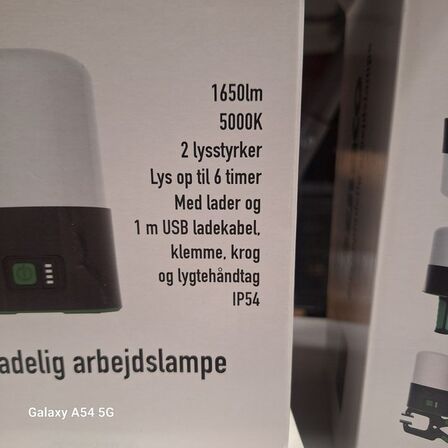 1650lm
5000K
2 lysstyrker
Lys op til 6 timer
Med lader og
1 m USB ladekabel,
klemme, krog
og lygtehåndtag
IP54
adelig arbejdslampe
Galaxy A54 5G